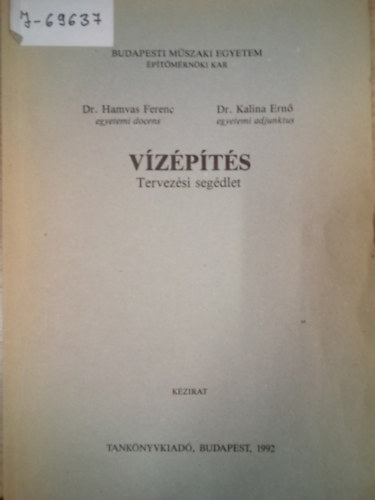 J-69637
BUDAPESTI MŰSZAKI EGYETEM
ÉPÍTŐMÉRNÖKI KAR
Dr. Hamvas Ferenc
egyetemi docens
Dr. Kalina Ernő
egyetemi adjunktus
VÍZÉPÍTÉS
Tervezési segédlet
KÉZIRAT
TANKÖNYVKIADÓ, BUDAPEST, 1992